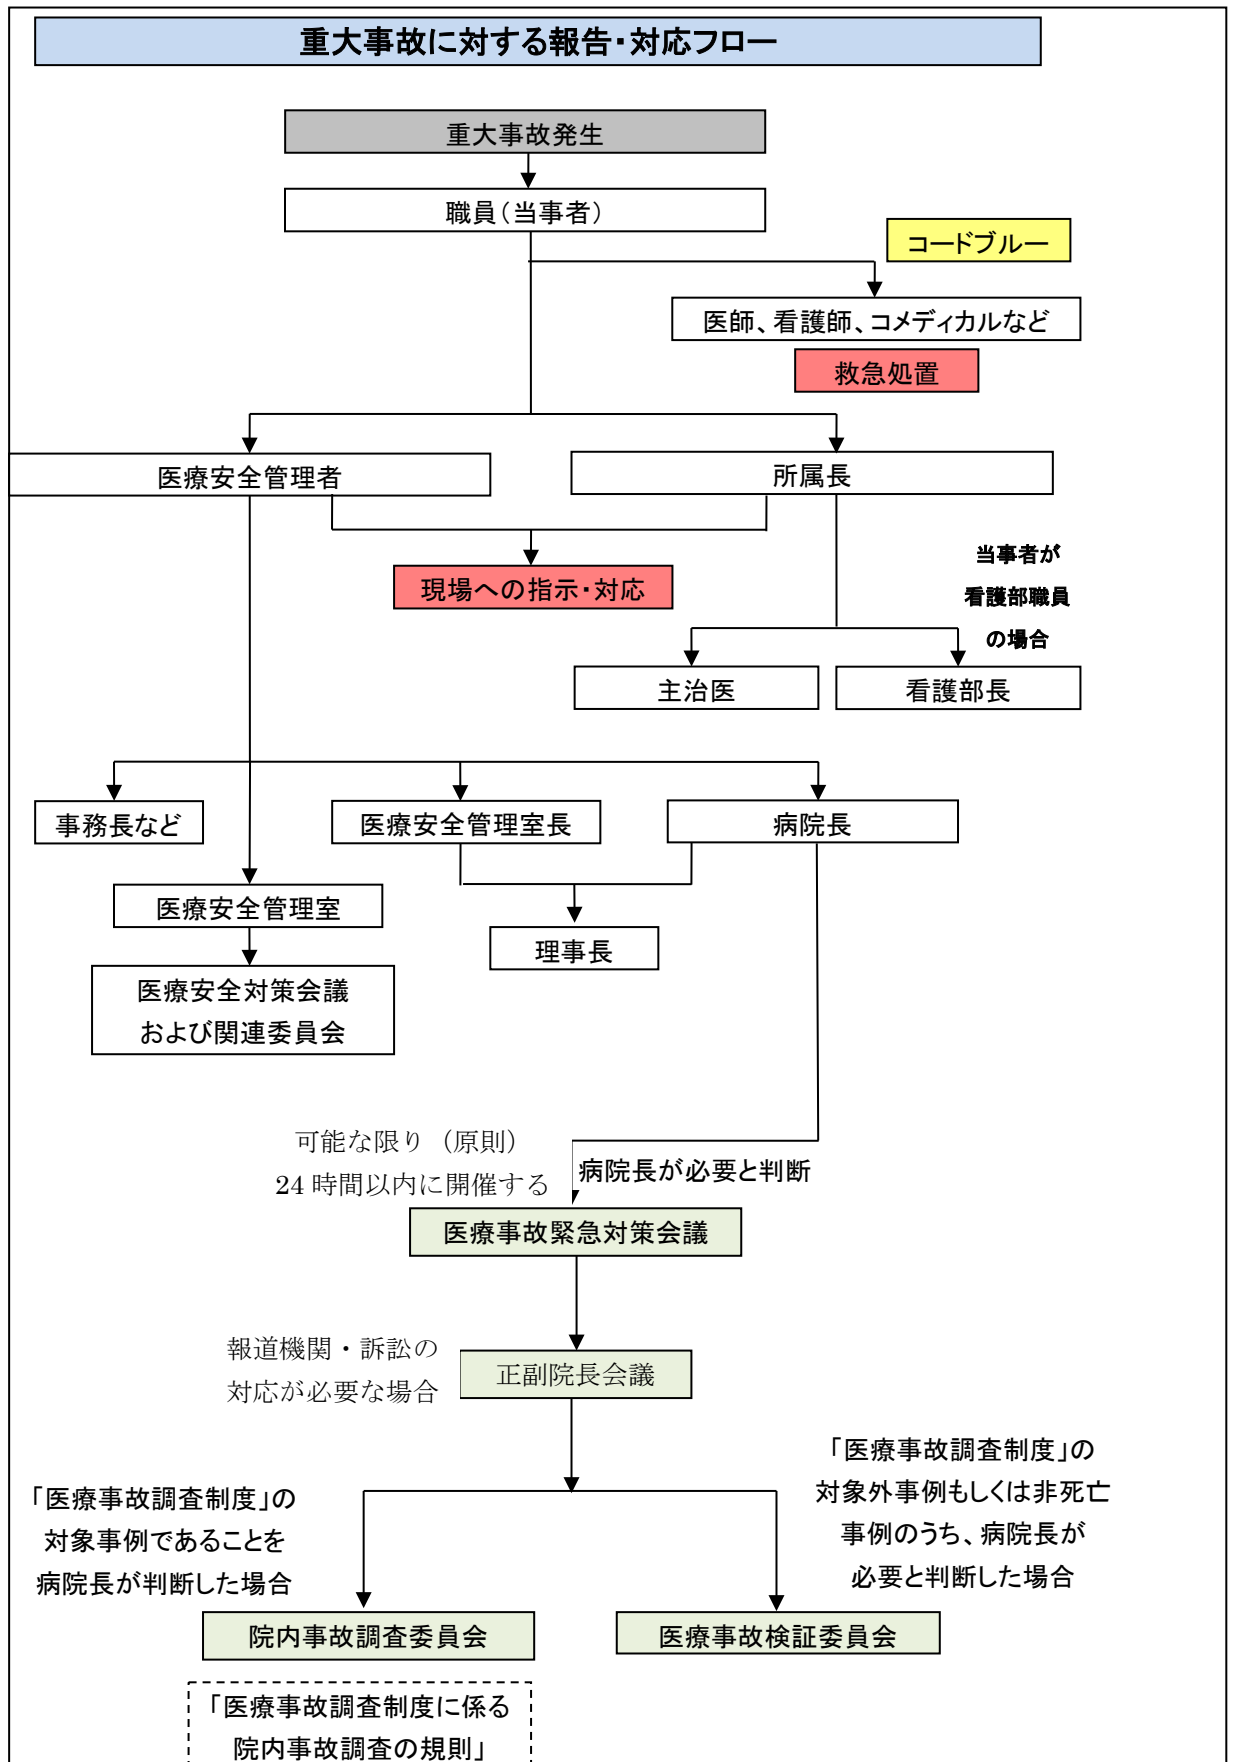 重大事故に対する報告・対応フロー
重大事故発生
職員（当事者）
コードブルー
医師、看護師、コメディカルなど
救急処置
医療安全管理者
所属長
現場への指示・対応
当事者が
看護部職員
の場合
主治医
看護部長
事務長など
医療安全管理室長
病院長
医療安全管理室
理事長
医療安全対策会議
および関連委員会
可能な限り（原則）
24 時間以内に開催する
病院長が必要と判断
医療事故緊急対策会議
報道機関・訴訟の
対応が必要な場合
正副院長会議
「医療事故調査制度」の
対象事例であることを
病院長が判断した場合
「医療事故調査制度」の
対象外事例もしくは非死亡
事例のうち、病院長が
必要と判断した場合
院内事故調査委員会
医療事故検証委員会
「医療事故調査制度に係る
院内事故調査の規則」